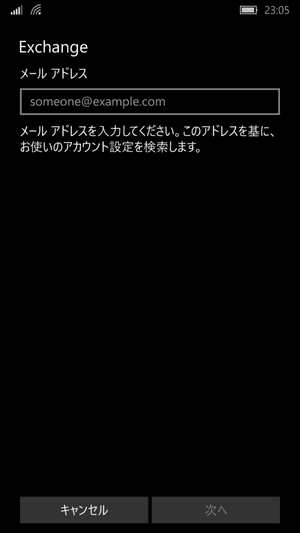 23:05
Exchange
メール アドレス
someone@example.com
メール アドレスを入力してください。このアドレスを基に、
お使いのアカウント設定を検索します。
キャンセル
次へ